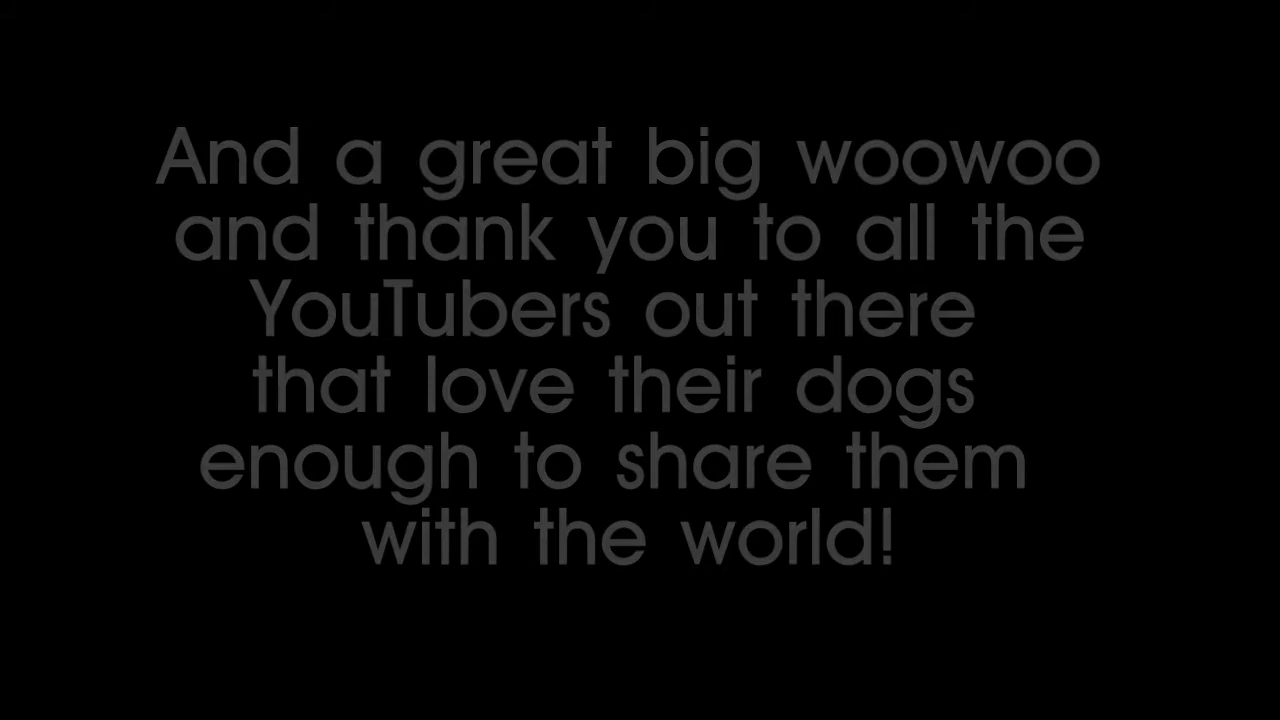 And a great big woowoo
and thank you to all the
YouTubers out there
that love their dogs
enough to share them
with the world!